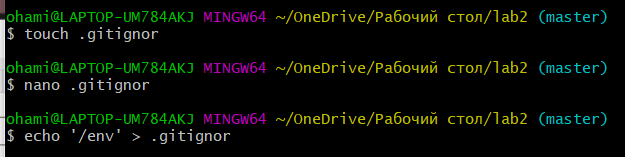 ohami@LAPTOP-UM784AKJ MINGW64 ~/OneDrive/Рабочий стол/lab2 (master)
$ touch .gitignor
ohami@LAPTOP-UM784AKJ MINGW64 ~/OneDrive/Рабочий стол/lab2 (master)
$ nano .gitignor
ohami@LAPTOP-UM784AKJ MINGW64 ~/OneDrive/Рабочий стол/lab2 (master)
$ echo '/env' > .gitignor